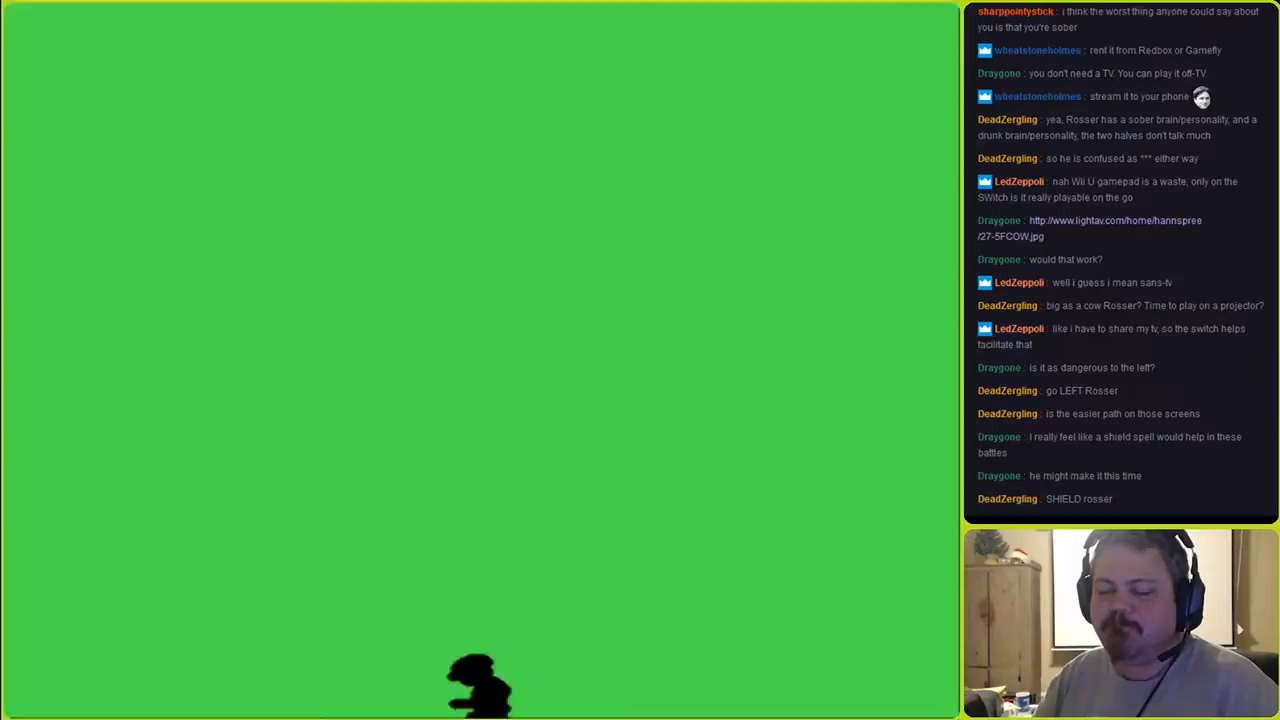 sharppointystick : i think the worst thing anyone could say about
you is that you're sober
wheatstoneholmes : rent it from Redbox or Gamefly
Draygone : you don't need a TV. You can play it off-TV.
wheatstoneholmes : stream it to your phone
DeadZergling : yea, Rosser has a sober brain/personality, and a
drunk brain/personality, the two halves don't talk much
DeadZergling : so he is confused as *** either way
LedZeppoli : nah Wii U gamepad is a waste, only on the
SWitch is it really playable on the go
Draygone : http://www.lightav.com/home/hannspree
/27-5FCOW.jpg
Draygone : would that work?
LedZeppoli : well i guess i mean sans-tv
DeadZergling : big as a cow Rosser? Time to play on a projector?
LedZeppoli : like i have to share my tv, so the switch helps
facilitate that
Draygone : is it as dangerous to the left?
DeadZergling : go LEFT Rosser
DeadZergling : is the easier path on those screens
Draygone : I really feel like a shield spell would help in these
battles
Draygone : he might make it this time
DeadZergling : SHIELD rosser